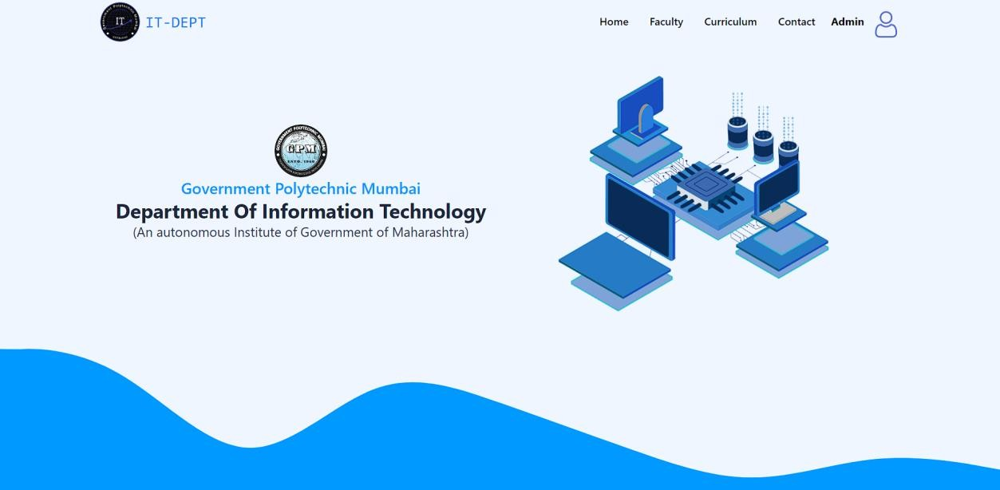 IT
IT-DEPT
Home
Faculty
Curriculum
Contact
Admin
GOVERNMENT POLYTECHNIC MUMBAI
GPM
ESTD. 1960
Government Polytechnic Mumbai
Department Of Information Technology
(An autonomous Institute of Government of Maharashtra)